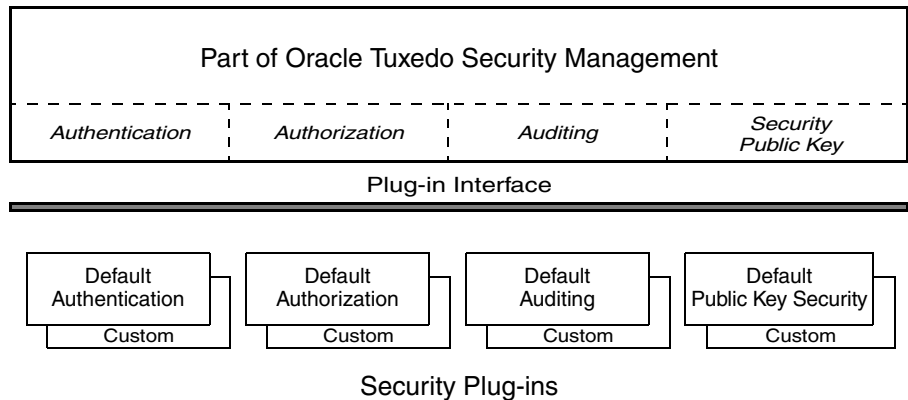 Part of Oracle Tuxedo Security Management
Authentication
Authorization
Auditing
Security
Public Key
Plug-in Interface
Default
Authentication
Custom
Default
Authorization
Custom
Default
Auditing
Custom
Default
Public Key Security
Custom
Security Plug-ins